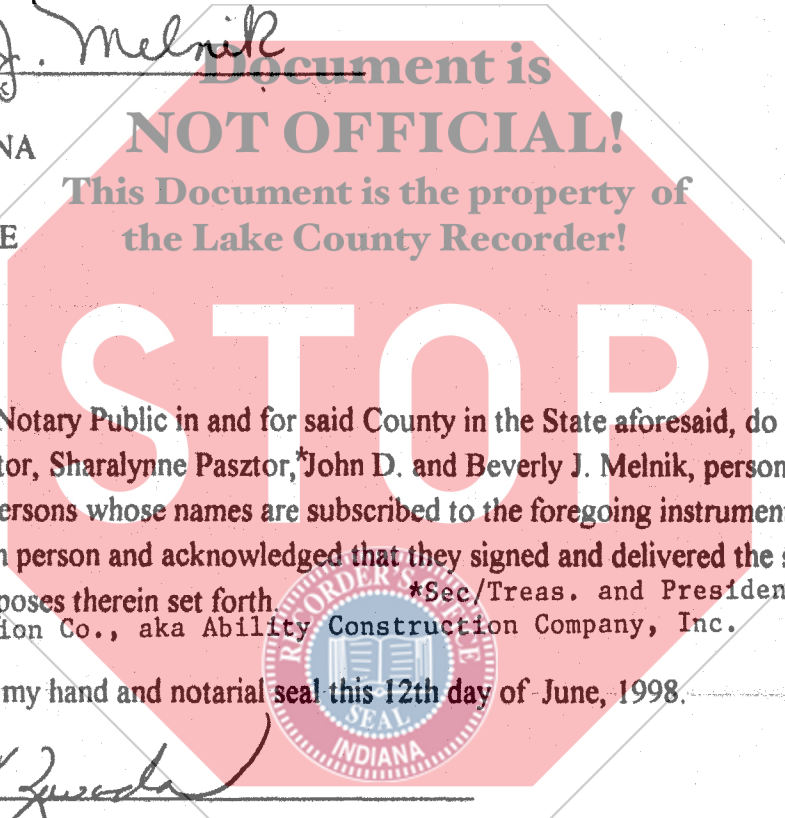 J. Melnik
Document is
NOT OFFICIAL!
NA
This Document is the property of
E
the Lake County Recorder!
STOP
Notary Public in and for said County in the State aforesaid, do
tor, Sharalynne Pasztor,*John D. and Beverly J. Melnik, person
ersons whose names are subscribed to the foregoing instrumen
n person and acknowledged that they signed and delivered the s
poses therein set forth. *Sec/Treas. and Presiden
ion Co., aka Ability Construction Company, Inc.
RECORDER'S OFFICE
my hand and notarial seal this 12th day of June, 1998.
SEAL
INDIANA